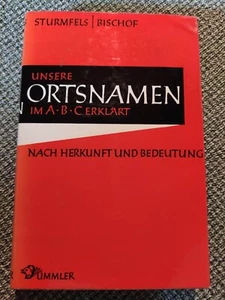 STURMFELS | BISCHOF
UNSERE
ORTSNAMEN
IM A·B·C ERKLÄRT
NACH HERKUNFT UND BEDEUTUNG
DÜMMLER